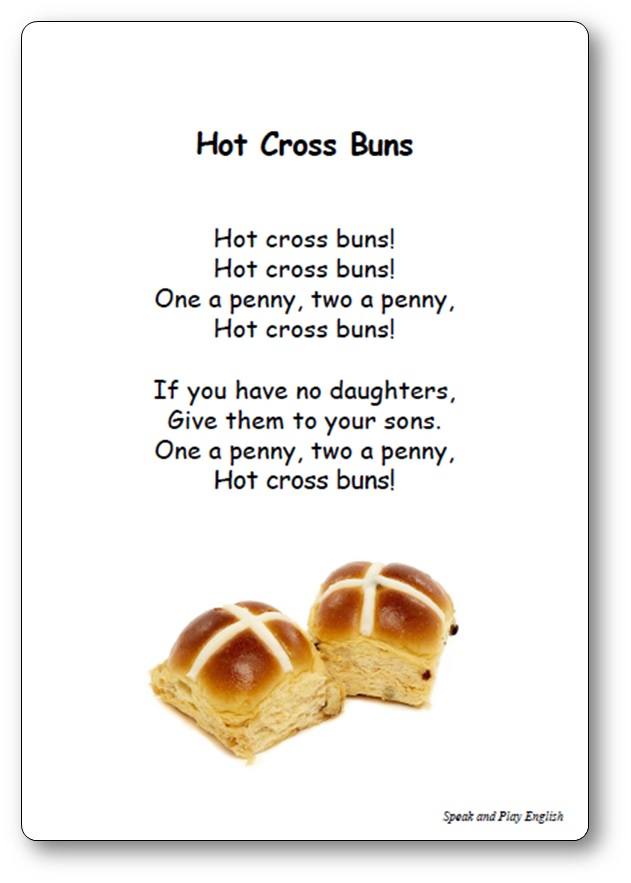 Hot Cross Buns
Hot cross buns!
Hot cross buns!
One a penny, two a penny,
Hot cross buns!
If you have no daughters,
Give them to your sons.
One a penny, two a penny,
Hot cross buns!
Speak and Play English